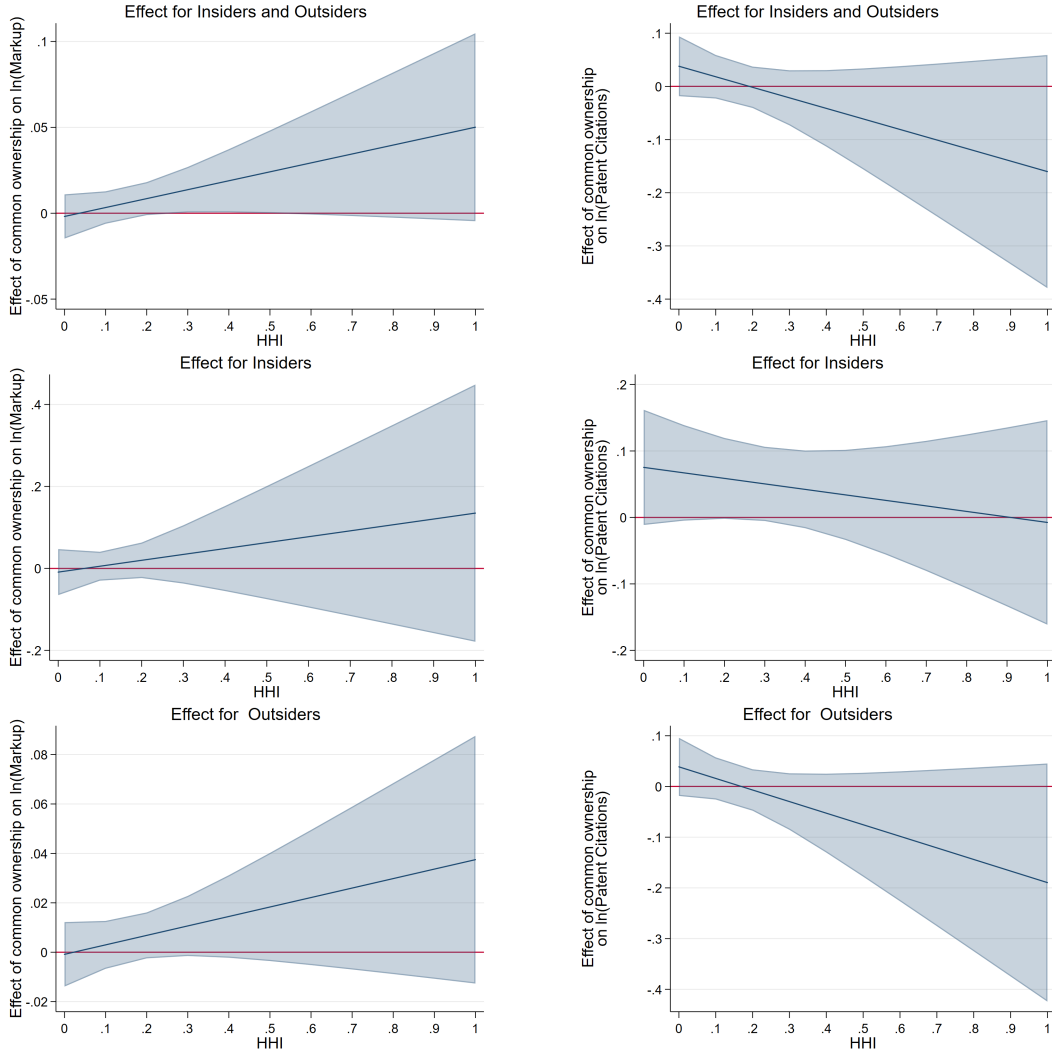 Effect for Insiders and Outsiders
Effect of common ownership on ln(Markup)
.1
.05
0
-.05
0 .1 .2 .3 .4 .5 .6 .7 .8 .9 1
HHI
Effect for Insiders and Outsiders
Effect of common ownership
on ln(Patent Citations)
.1
0
-.1
-.2
-.3
-.4
0 .1 .2 .3 .4 .5 .6 .7 .8 .9 1
HHI
Effect for Insiders
Effect of common ownership on ln(Markup)
.4
.2
0
-.2
0 .1 .2 .3 .4 .5 .6 .7 .8 .9 1
HHI
Effect for Insiders
Effect of common ownership
on ln(Patent Citations)
.2
.1
0
-.1
-.2
0 .1 .2 .3 .4 .5 .6 .7 .8 .9 1
HHI
Effect for  Outsiders
Effect of common ownership on ln(Markup)
.08
.06
.04
.02
0
-.02
0 .1 .2 .3 .4 .5 .6 .7 .8 .9 1
HHI
Effect for  Outsiders
Effect of common ownership
on ln(Patent Citations)
.1
0
-.1
-.2
-.3
-.4
0 .1 .2 .3 .4 .5 .6 .7 .8 .9 1
HHI